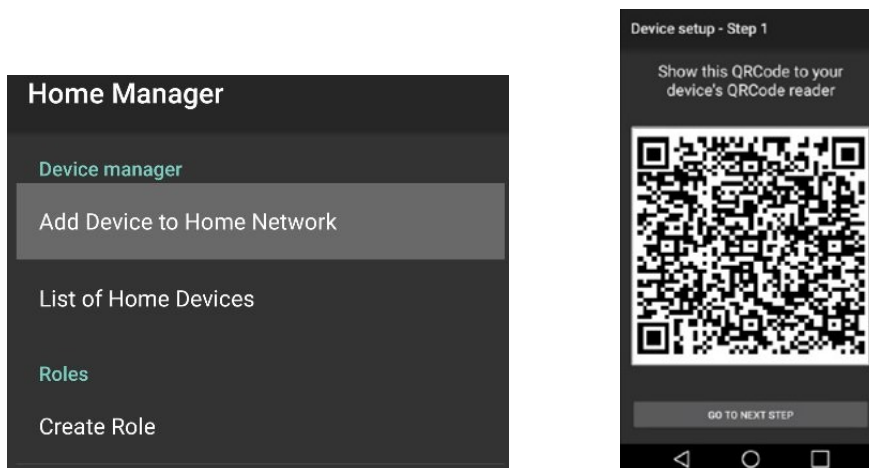 Home Manager
Device manager
Add Device to Home Network
List of Home Devices
Roles
Create Role
Device setup - Step 1
Show this QRCode to your
device's QRCode reader
GO TO NEXT STEP